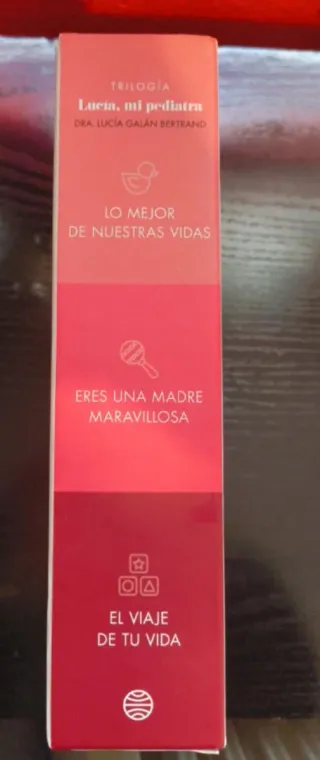 TRILOGÍA
Lucía, mi pediatra
DRA. LUCÍA GALÁN BERTRAND
LO MEJOR
DE NUESTRAS VIDAS
ERES UNA MADRE
MARAVILLOSA
EL VIAJE
DE TU VIDA